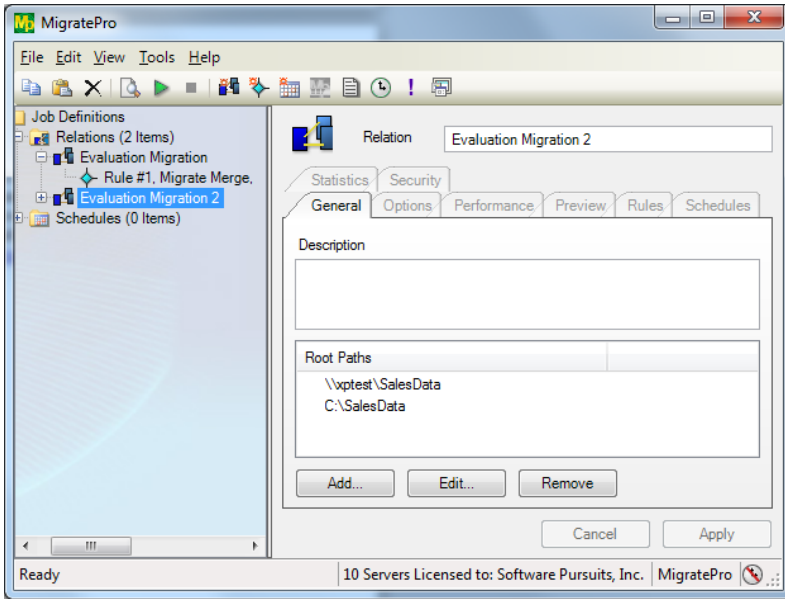 MigratePro
File Edit View Tools Help
Job Definitions
Relations (2 Items)
Evaluation Migration
Rule #1, Migrate Merge,
Evaluation Migration 2
Schedules (0 Items)
Relation Evaluation Migration 2
Statistics Security
General Options Performance Preview Rules Schedules
Description
Root Paths
\\xptest\SalesData
C:\SalesData
Add... Edit... Remove
Cancel Apply
Ready 10 Servers Licensed to: Software Pursuits, Inc. MigratePro